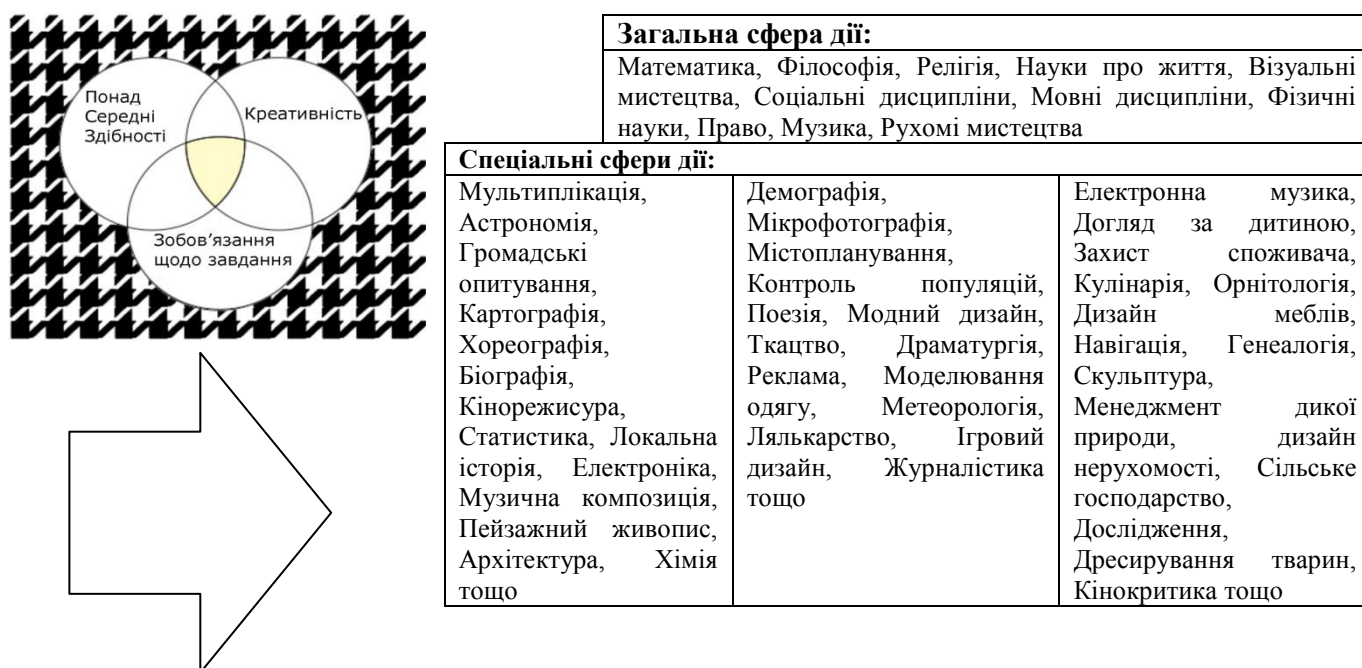 Понад
Середні
Здібності
Креативність
Зобов’язання
щодо завдання
Загальна сфера дії:
Математика, Філософія, Релігія, Науки про життя, Візуальні
мистецтва, Соціальні дисципліни, Мовні дисципліни, Фізичні
науки, Право, Музика, Рухомі мистецтва
Спеціальні сфери дії:
Мультиплікація,
Астрономія,
Громадські
опитування,
Картографія,
Хореографія,
Біографія,
Кінорежисура,
Статистика, Локальна
історія, Електроніка,
Музична композиція,
Пейзажний живопис,
Архітектура, Хімія
тощо
Демографія,
Мікрофотографія,
Містопланування,
Контроль популяцій,
Поезія, Модний дизайн,
Ткацтво, Драматургія,
Реклама, Моделювання
одягу, Метеорологія,
Лялькарство, Ігровий
дизайн, Журналістика
тощо
Електронна музика,
Догляд за дитиною,
Захист споживача,
Кулінарія, Орнітологія,
Дизайн меблів,
Навігація, Генеалогія,
Скульптура,
Менеджмент дикої
природи, дизайн
нерухомості, Сільське
господарство,
Дослідження,
Дресирування тварин,
Кінокритика тощо